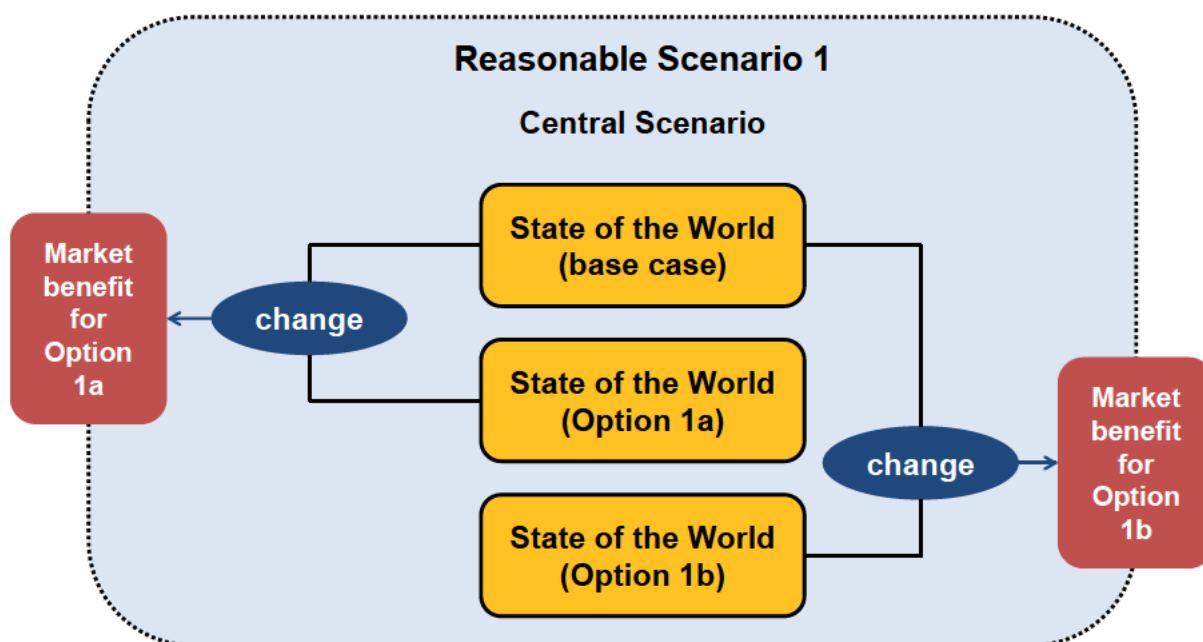 Reasonable Scenario 1
Central Scenario
State of the World
(base case)
Market
benefit
for
Option
1a
change
State of the World
(Option 1a)
change
Market
benefit
for
Option
1b
State of the World
(Option 1b)